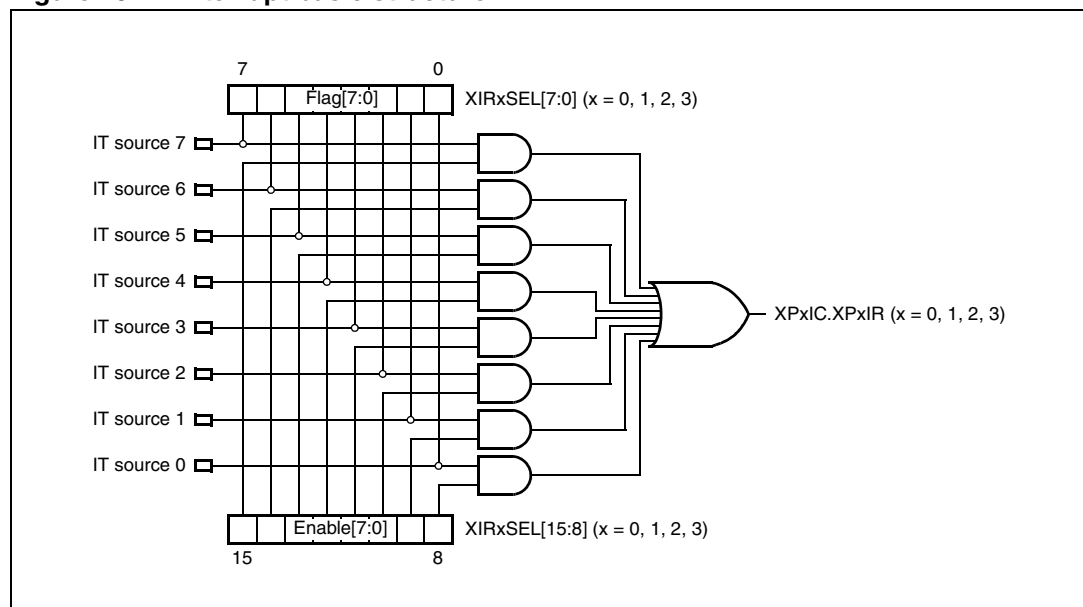 7 0
Flag[7:0] XIRxSEL[7:0] (x = 0, 1, 2, 3)
IT source 7
IT source 6
IT source 5
IT source 4
IT source 3
XPxIC.XPxIR (x = 0, 1, 2, 3)
IT source 2
IT source 1
IT source 0
Enable[7:0] XIRxSEL[15:8] (x = 0, 1, 2, 3)
15 8